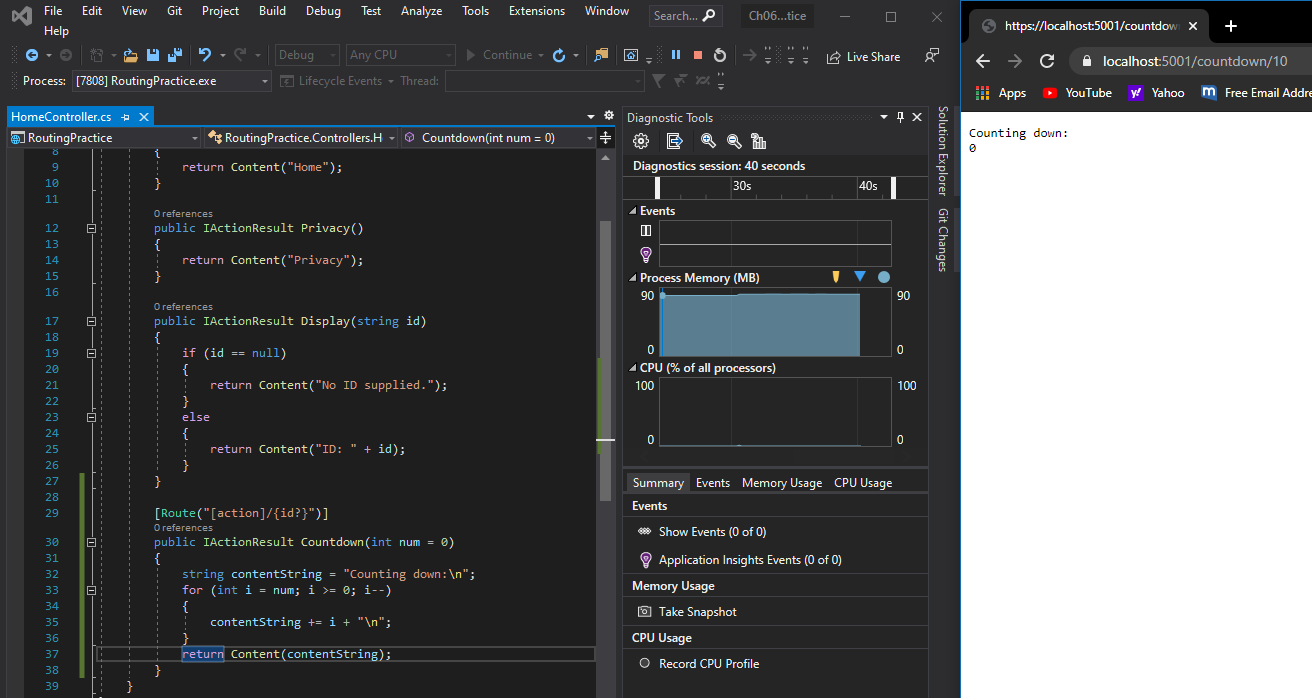 File Edit View Git Project Build Debug Test Analyze Tools Extensions Window Search... Ch06...tice
Help
Debug Any CPU Continue Live Share
Process: [7808] RoutingPractice.exe Lifecycle Events Thread:
HomeController.cs
RoutingPractice RoutingPractice.Controllers.H Countdown(int num = 0)
8 {
9 return Content("Home");
10 }
11
0 references
12 public IActionResult Privacy()
13 {
14 return Content("Privacy");
15 }
16
0 references
17 public IActionResult Display(string id)
18 {
19 if (id == null)
20 {
21 return Content("No ID supplied.");
22 }
23 else
24 {
25 return Content("ID: " + id);
26 }
27 }
28
29 [Route("[action]/{id?}")]
0 references
30 public IActionResult Countdown(int num = 0)
31 {
32 string contentString = "Counting down:\n";
33 for (int i = num; i >= 0; i--)
34 {
35 contentString += i + "\n";
36 }
37 return Content(contentString);
38 }
39 }
Diagnostic Tools
Diagnostics session: 40 seconds
30s 40s
Events
Process Memory (MB)
90 90
0 0
CPU (% of all processors)
100 100
0 0
Summary Events Memory Usage CPU Usage
Events
Show Events (0 of 0)
Application Insights Events (0 of 0)
Memory Usage
Take Snapshot
CPU Usage
Record CPU Profile
Solution Explorer
Git Changes
https://localhost:5001/countdow
localhost:5001/countdown/10
Apps YouTube Yahoo Free Email Addre
Counting down:
0